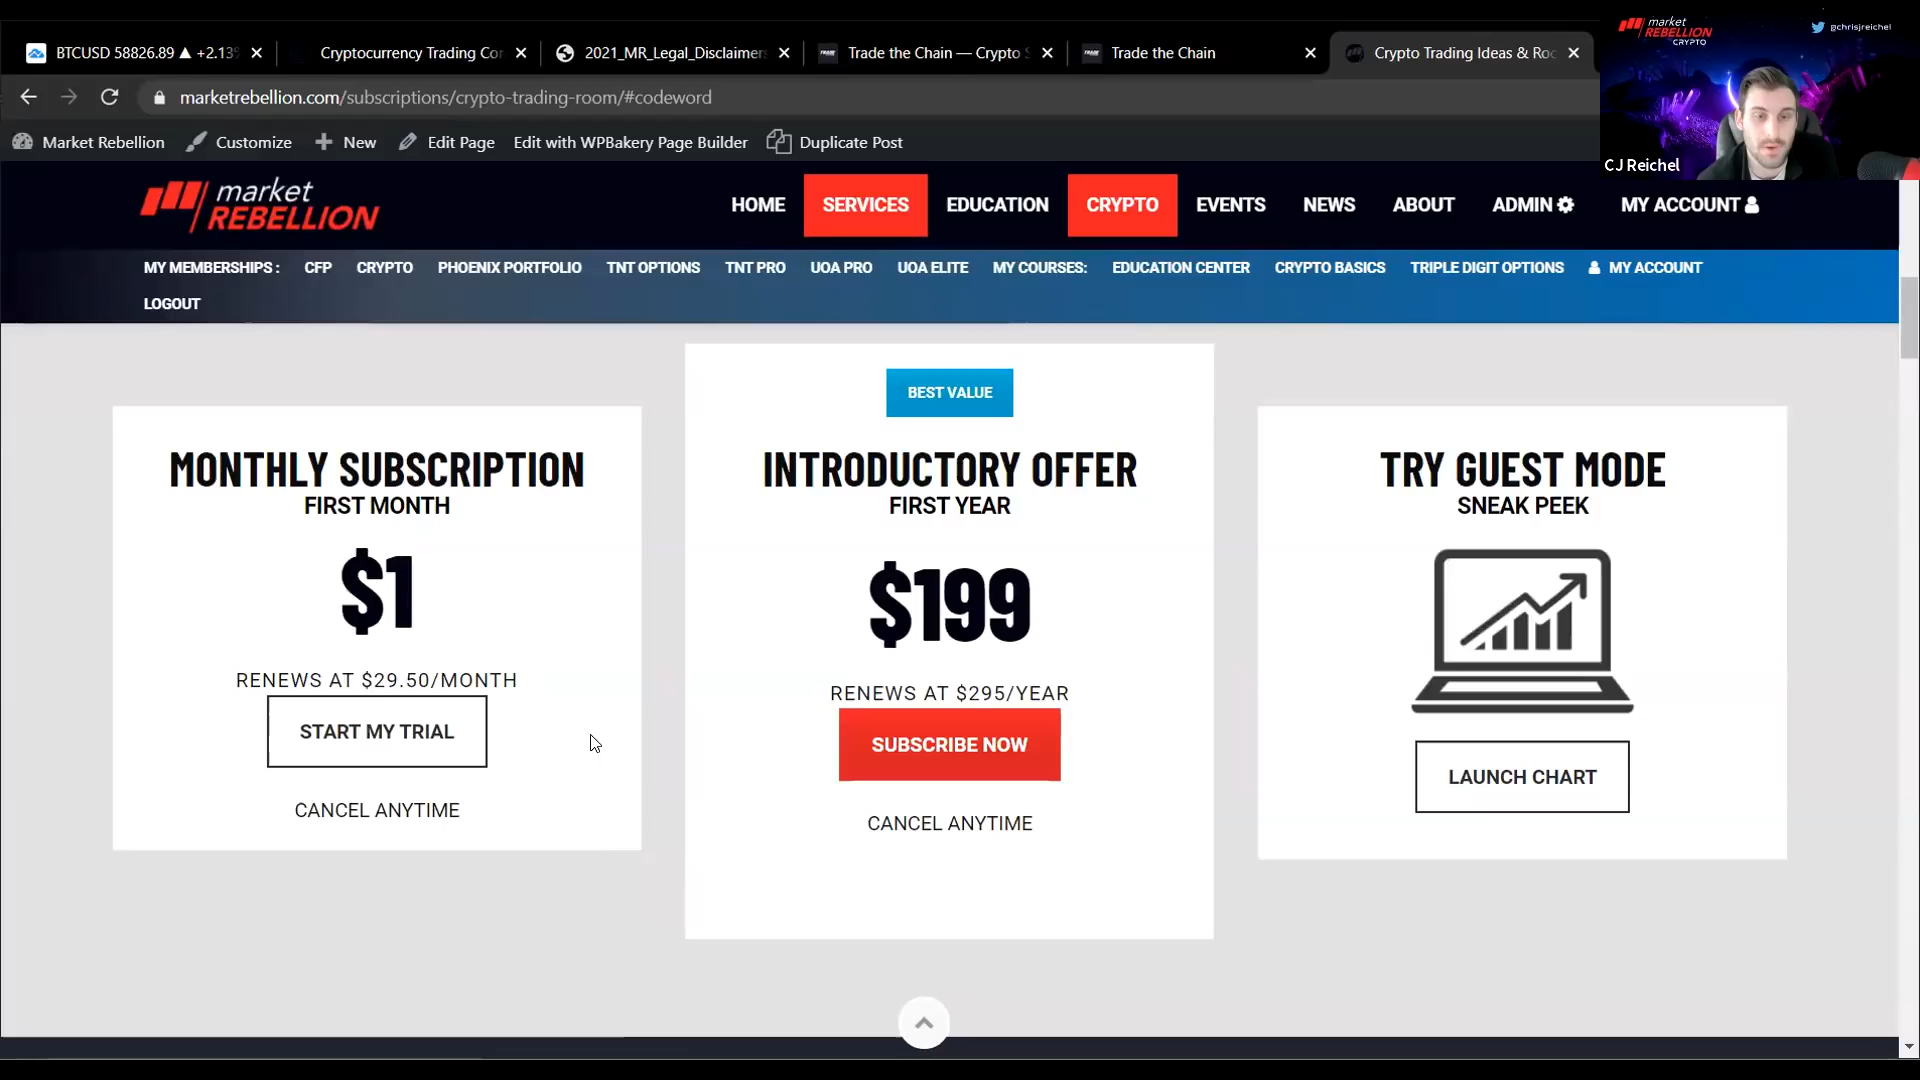 BTCUSD 58826.89 ▲ +2.13%
Cryptocurrency Trading Co
2021_MR_Legal_Disclaimers
Trade the Chain — Crypto S
Trade the Chain
Crypto Trading Ideas & Roo
market
REBELLION
CRYPTO
@chrisjreichel
marketrebellion.com/subscriptions/crypto-trading-room/#codeword
Market Rebellion
Customize
New
Edit Page
Edit with WPBakery Page Builder
Duplicate Post
CJ Reichel
market
REBELLION
HOME
SERVICES
EDUCATION
CRYPTO
EVENTS
NEWS
ABOUT
ADMIN
MY ACCOUNT
MY MEMBERSHIPS :
CFP
CRYPTO
PHOENIX PORTFOLIO
TNT OPTIONS
TNT PRO
UOA PRO
UOA ELITE
MY COURSES:
EDUCATION CENTER
CRYPTO BASICS
TRIPLE DIGIT OPTIONS
MY ACCOUNT
LOGOUT
MONTHLY SUBSCRIPTION
FIRST MONTH
$1
RENEWS AT $29.50/MONTH
START MY TRIAL
CANCEL ANYTIME
BEST VALUE
INTRODUCTORY OFFER
FIRST YEAR
$199
RENEWS AT $295/YEAR
SUBSCRIBE NOW
CANCEL ANYTIME
TRY GUEST MODE
SNEAK PEEK
LAUNCH CHART